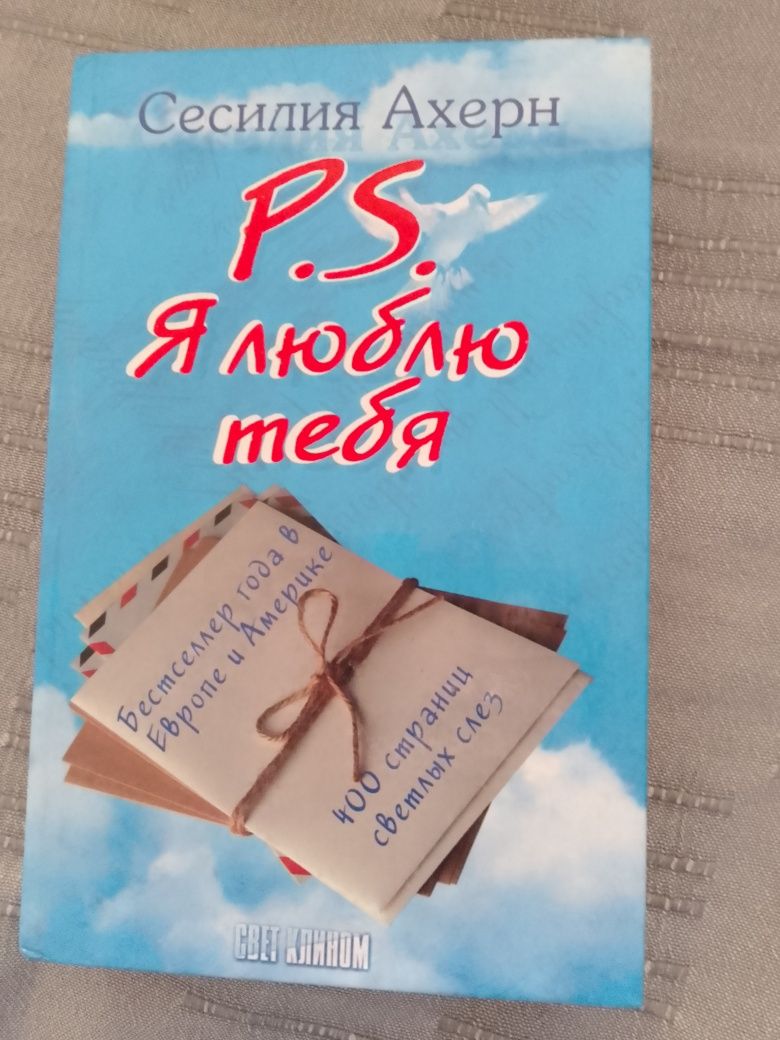 Сесилия Ахерн
P.S.
Я люблю
тебя
Бестселлер года в
Европе и Америке
400 страниц
светлых слез
СВЕТ КЛИНОМ